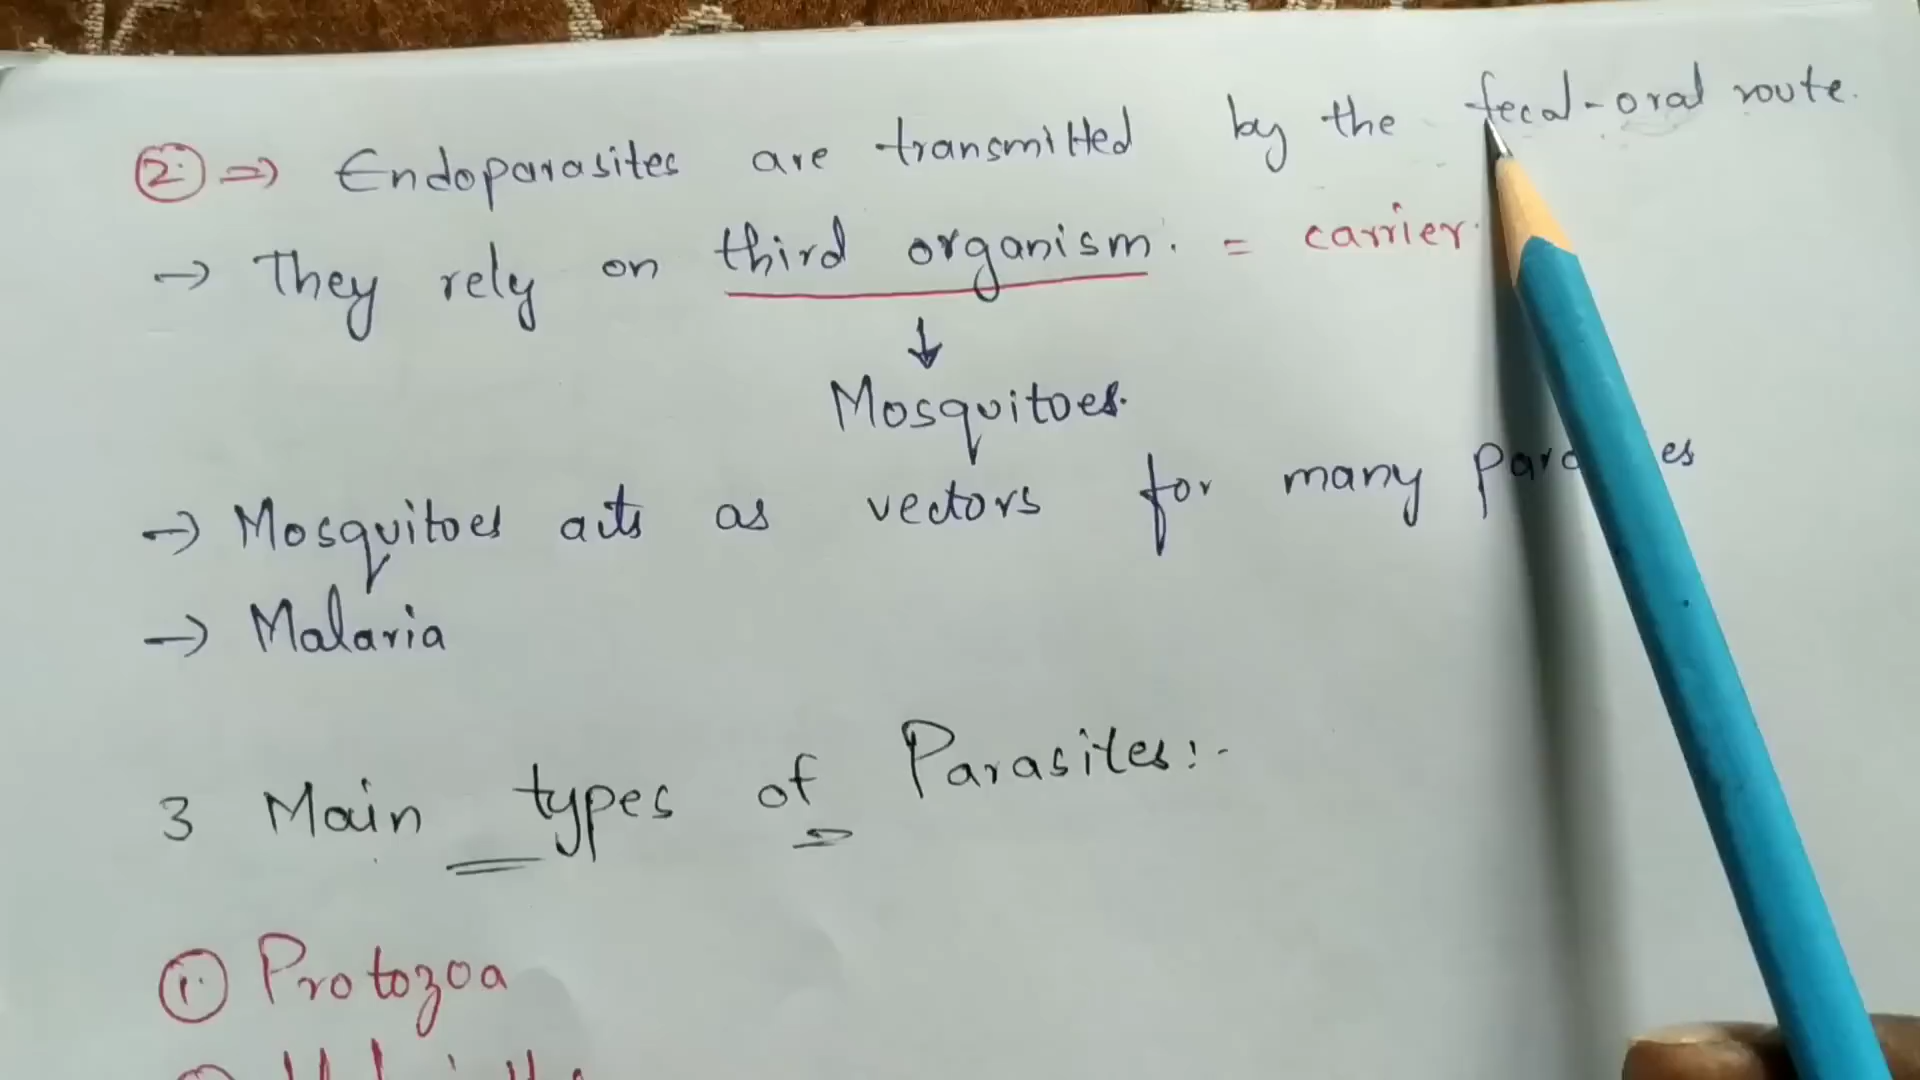 2. ⇒ Endoparasites are transmitted by the fecal-oral route.
→ They rely on third organism. = carrier.
↓
Mosquitoes.
→ Mosquitoes acts as vectors for many
→ Malaria
3 Main types of Parasites:-
1. Protozoa